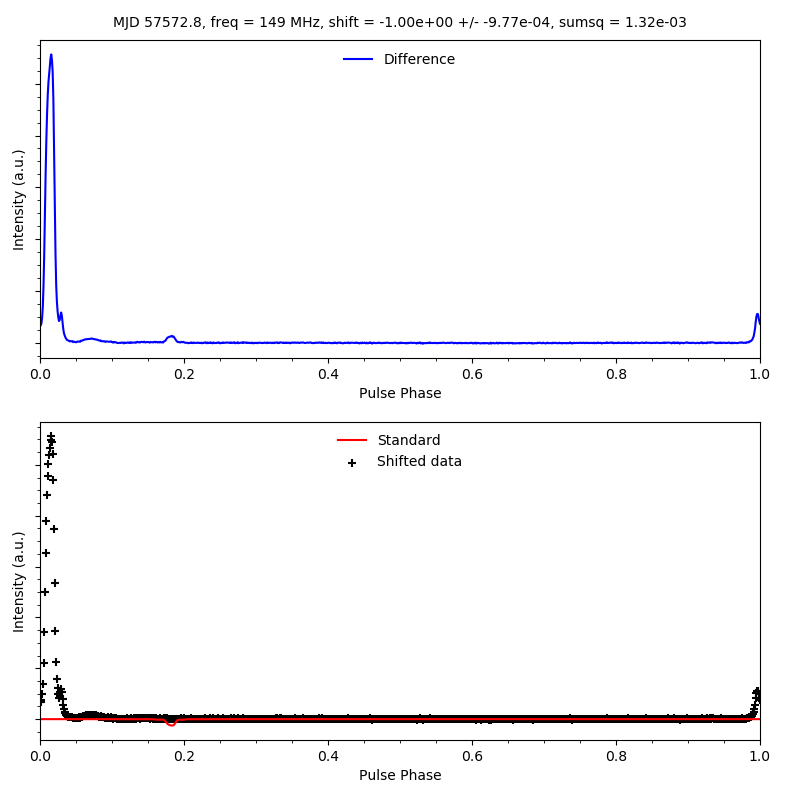 MJD 57572.8, freq = 149 MHz, shift = -1.00e+00 +/- -9.77e-04, sumsq = 1.32e-03
Difference
Intensity (a.u.)
0.0 0.2 0.4 0.6 0.8 1.0
Pulse Phase
Standard
Shifted data
Intensity (a.u.)
0.0 0.2 0.4 0.6 0.8 1.0
Pulse Phase